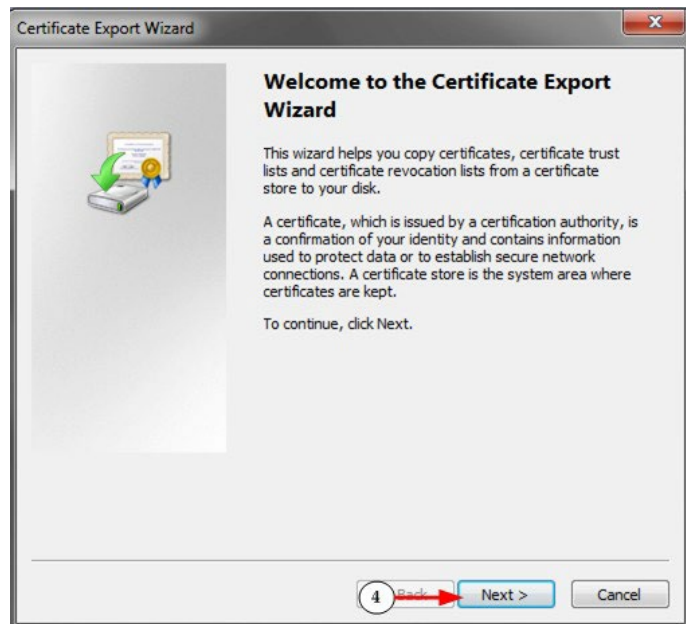 Certificate Export Wizard
Welcome to the Certificate Export
Wizard
This wizard helps you copy certificates, certificate trust
lists and certificate revocation lists from a certificate
store to your disk.
A certificate, which is issued by a certification authority, is
a confirmation of your identity and contains information
used to protect data or to establish secure network
connections. A certificate store is the system area where
certificates are kept.
To continue, click Next.
4 Back Next > Cancel